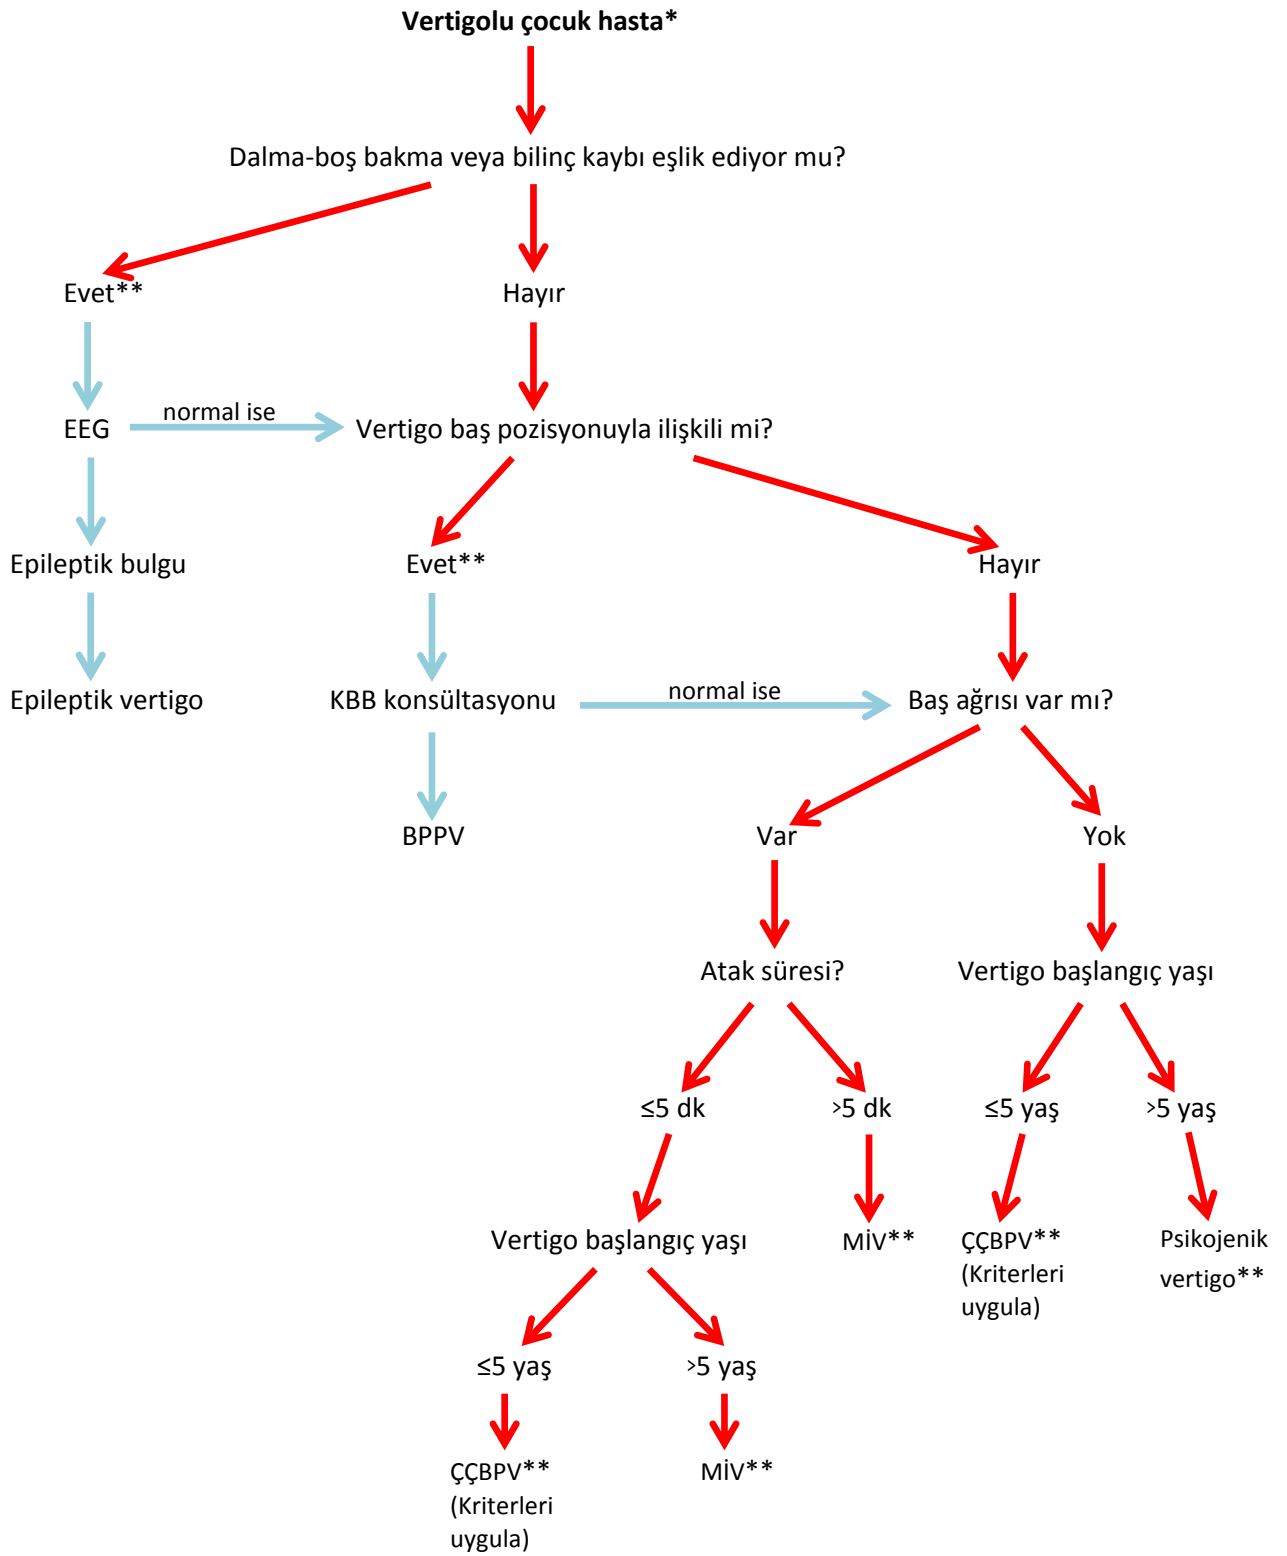 Vertigolu çocuk hasta*
Dalma-boş bakma veya bilinç kaybı eşlik ediyor mu?
Evet**
Hayır
EEG
normal ise
Vertigo baş pozisyonuyla ilişkili mi?
Epileptik bulgu
Evet**
Hayır
Epileptik vertigo
KBB konsültasyonu
normal ise
Baş ağrısı var mı?
BPPV
Var
Yok
Atak süresi?
Vertigo başlangıç yaşı
≤5 dk
>5 dk
≤5 yaş
>5 yaş
Vertigo başlangıç yaşı
MİV**
ÇÇBPV**
(Kriterleri
uygula)
Psikojenik
vertigo**
≤5 yaş
>5 yaş
ÇÇBPV**
(Kriterleri
uygula)
MİV**